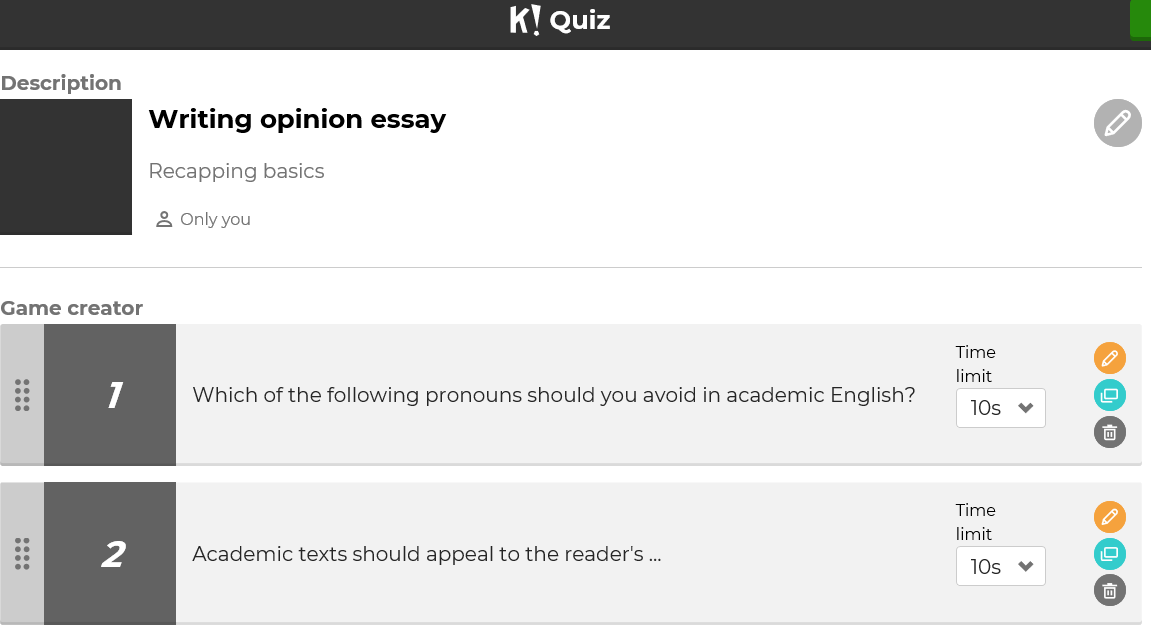 K! Quiz
Description
Writing opinion essay
Recapping basics
Only you
Game creator
1
Which of the following pronouns should you avoid in academic English?
Time
limit
10s
2
Academic texts should appeal to the reader's ...
Time
limit
10s